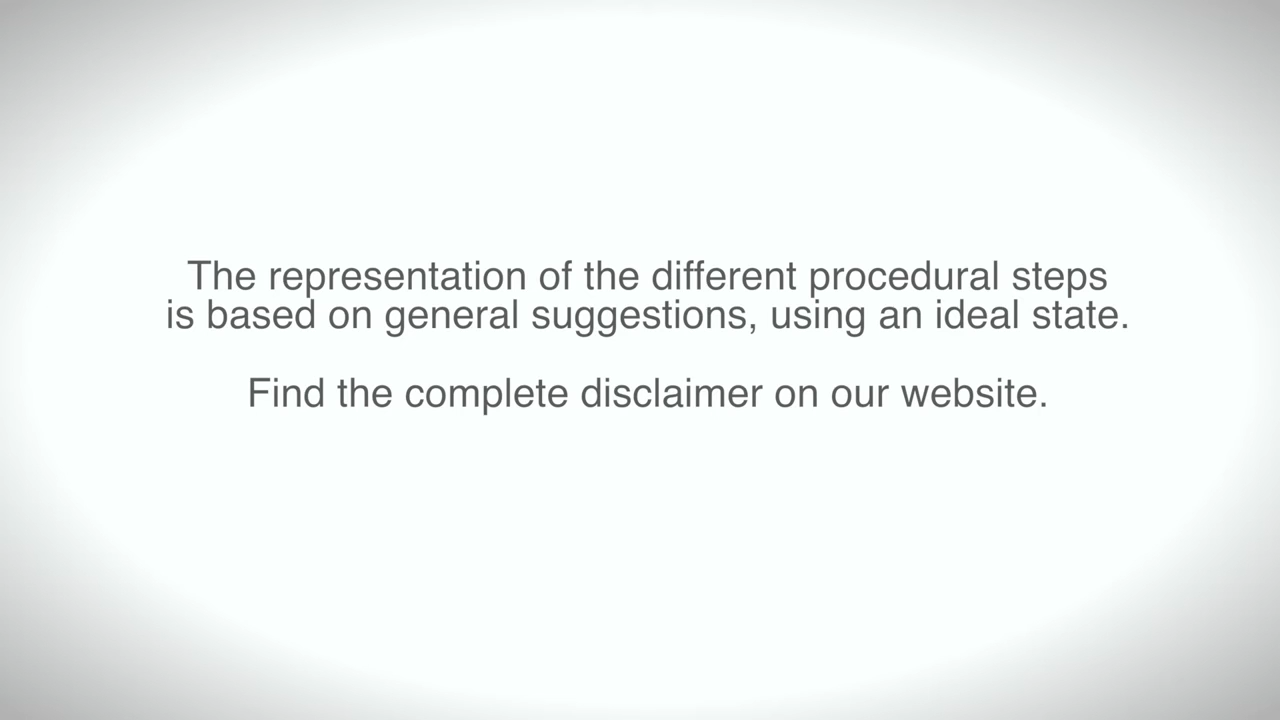 The representation of the different procedural steps
is based on general suggestions, using an ideal state.
Find the complete disclaimer on our website.